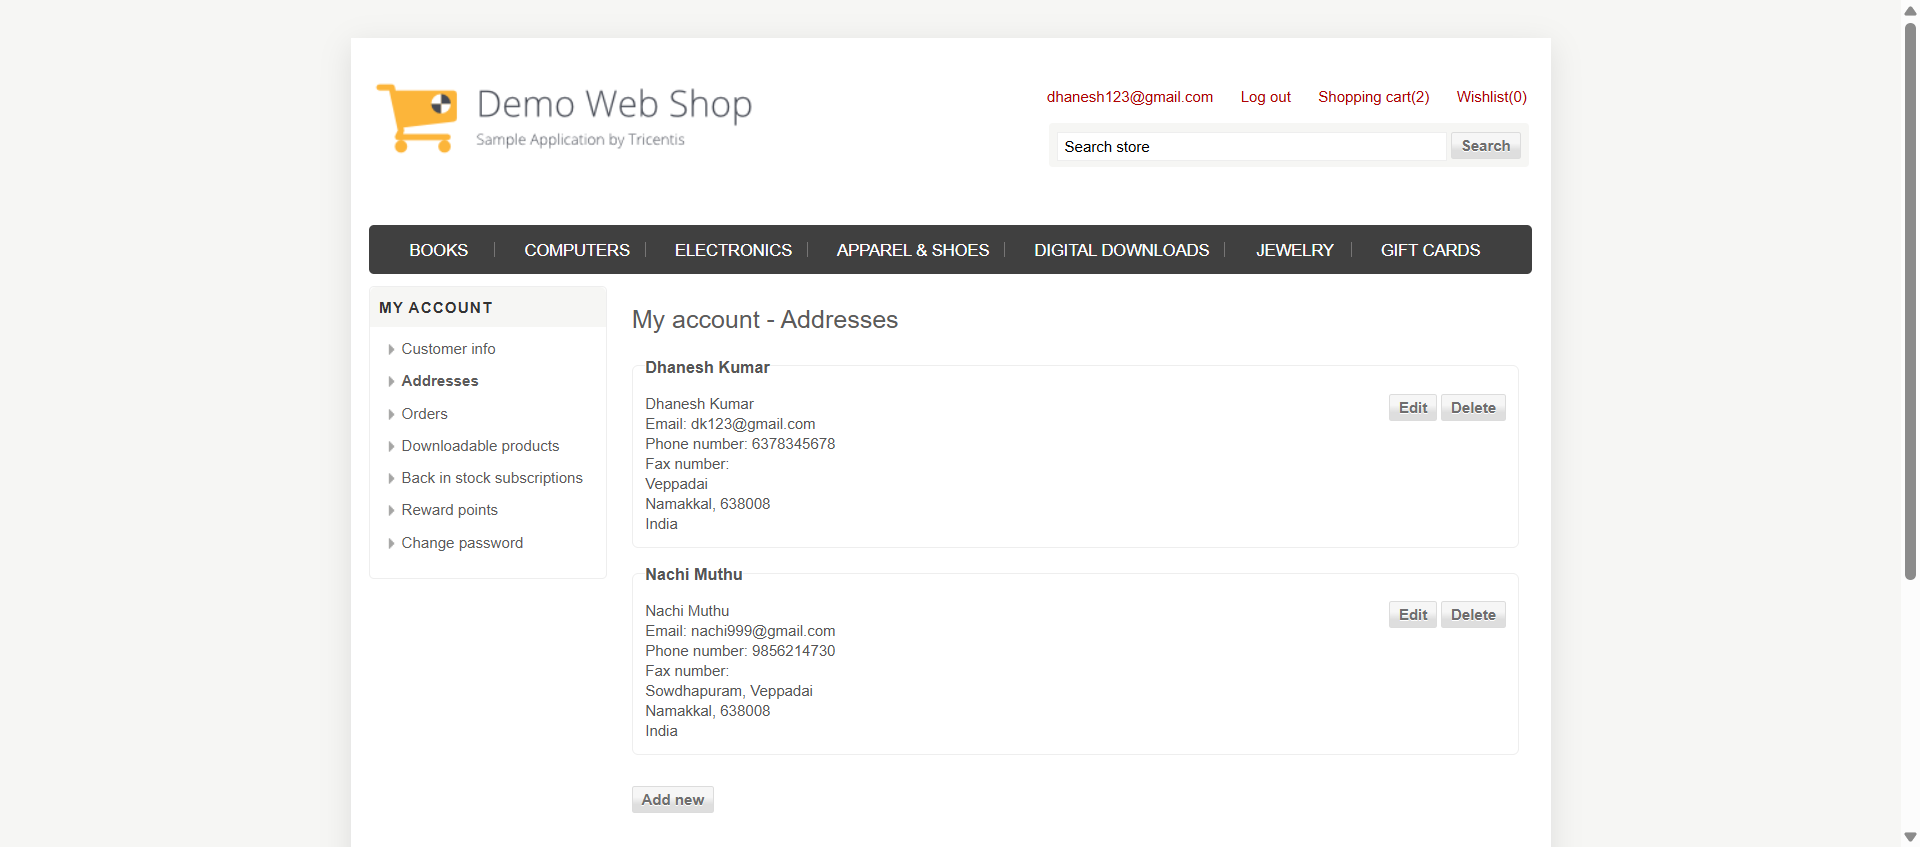 Demo Web Shop
Sample Application by Tricentis
dhanesh123@gmail.com Log out Shopping cart(2) Wishlist(0)
Search store Search
BOOKS COMPUTERS ELECTRONICS APPAREL & SHOES DIGITAL DOWNLOADS JEWELRY GIFT CARDS
MY ACCOUNT
Customer info
Addresses
Orders
Downloadable products
Back in stock subscriptions
Reward points
Change password
My account - Addresses
Dhanesh Kumar
Dhanesh Kumar
Edit Delete
Email: dk123@gmail.com
Phone number: 6378345678
Fax number:
Veppadai
Namakkal, 638008
India
Nachi Muthu
Nachi Muthu
Edit Delete
Email: nachi999@gmail.com
Phone number: 9856214730
Fax number:
Sowdhapuram, Veppadai
Namakkal, 638008
India
Add new